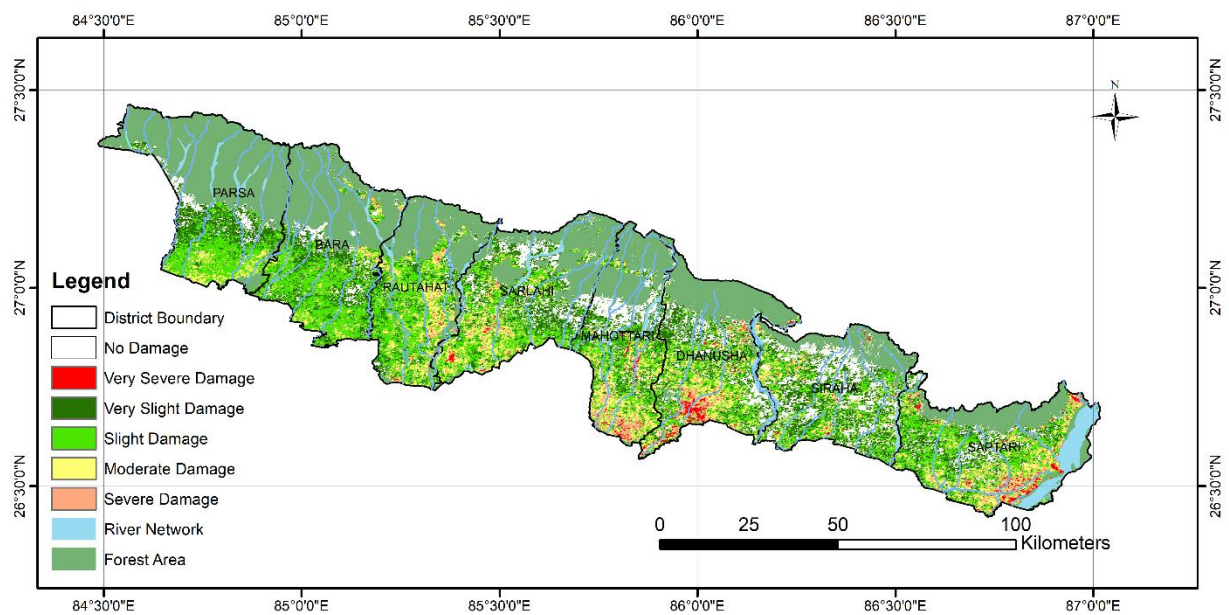 84°30'0"E 85°0'0"E 85°30'0"E 86°0'0"E 86°30'0"E 87°0'0"E
27°30'0"N 27°30'0"N
N
PARSA
BARA
RAUTAHAT
SARLAHI
27°0'0"N 27°0'0"N
MAHOTTARI
DHANUSHA
SIRAHA
SAPTARI
26°30'0"N 26°30'0"N
Legend
District Boundary
No Damage
Very Severe Damage
Very Slight Damage
Slight Damage
Moderate Damage
Severe Damage
River Network
Forest Area
0 25 50 100
Kilometers
84°30'0"E 85°0'0"E 85°30'0"E 86°0'0"E 86°30'0"E 87°0'0"E